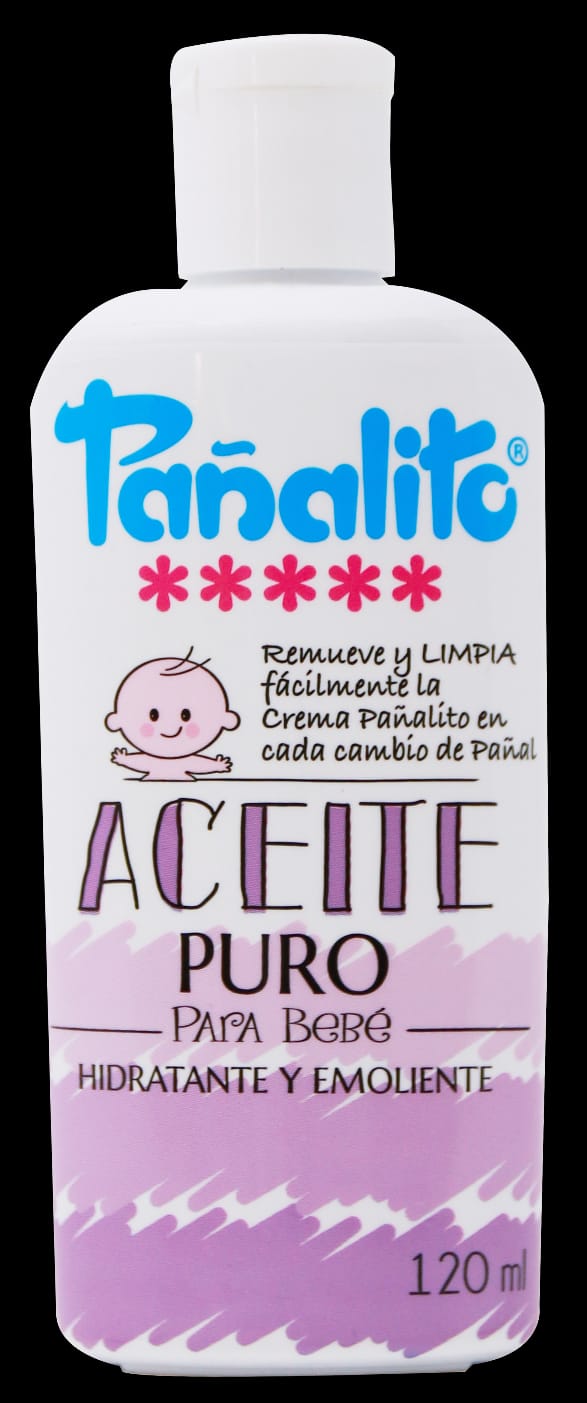 Pañalito®
*****
Remueve y LIMPIA
fácilmente la
Crema Pañalito en
cada cambio de Pañal
ACEITE
PURO
PARA BEBÉ
HIDRATANTE Y EMOLIENTE
120 ml